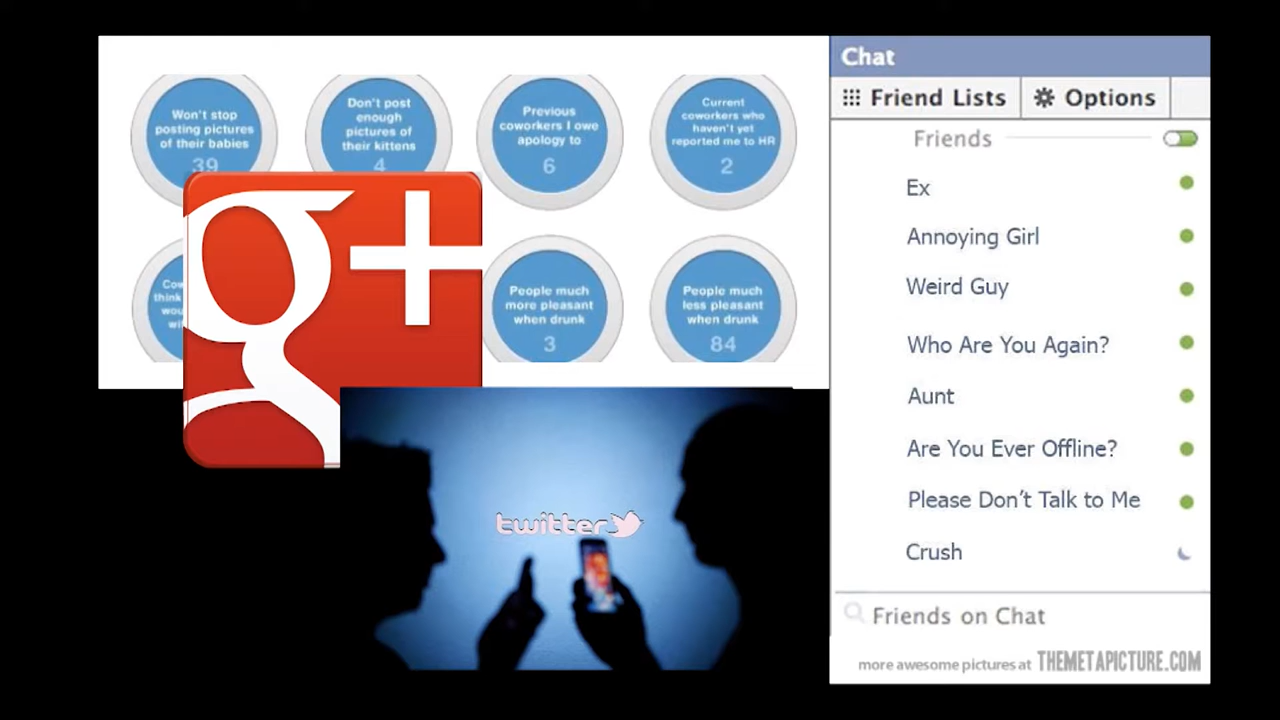 Won't stop
posting pictures
of their babies
39
Don't post
enough
pictures of
their kittens
4
Previous
coworkers I owe
apology to
6
Current
coworkers who
haven't yet
reported me to HR
2
g+
People much
more pleasant
when drunk
3
People much
less pleasant
when drunk
84
twitter
Chat
Friend Lists
Options
Friends
Ex
Annoying Girl
Weird Guy
Who Are You Again?
Aunt
Are You Ever Offline?
Please Don't Talk to Me
Crush
Friends on Chat
more awesome pictures at THEMETAPICTURE.COM